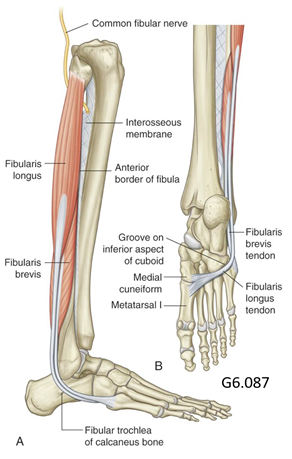 Common fibular nerve
Interosseous
membrane
Fibularis
longus
Anterior
border of fibula
Groove on
inferior aspect
of cuboid
Fibularis
brevis
tendon
Fibularis
brevis
Medial
cuneiform
Fibularis
longus
tendon
Metatarsal I
B
G6.087
Fibular trochlea
of calcaneus bone
A